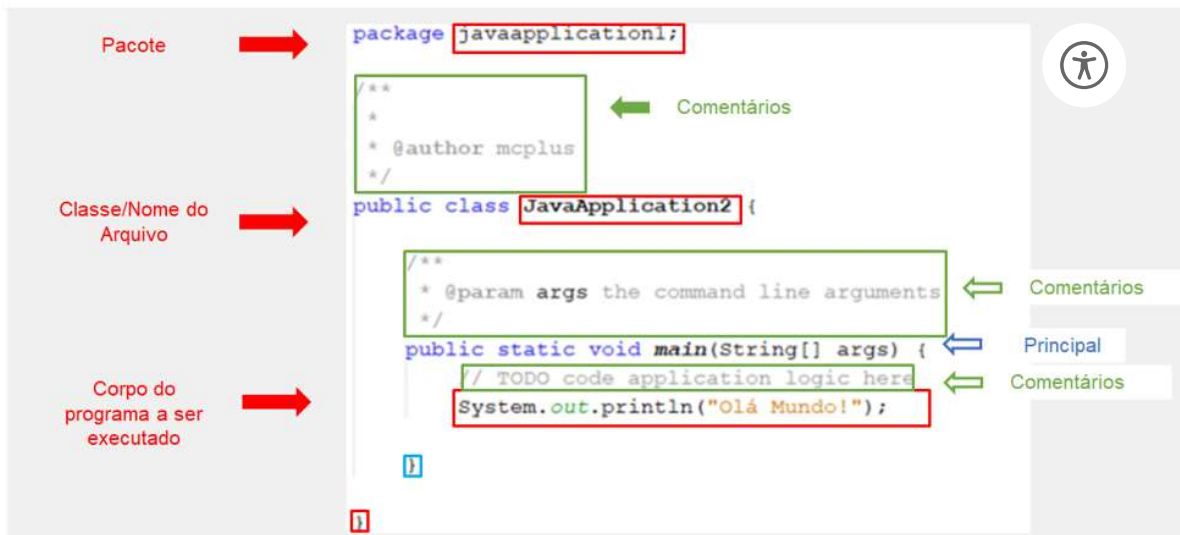 Pacote
package javaapplication1;
/**
*
* @author mcplus
*/
Comentários
Classe/Nome do
Arquivo
public class JavaApplication2 {
/**
* @param args the command line arguments
*/
Comentários
public static void main(String[] args) {
Principal
// TODO code application logic here
Comentários
Corpo do
programa a ser
executado
System.out.println("Olá Mundo!");
}
}